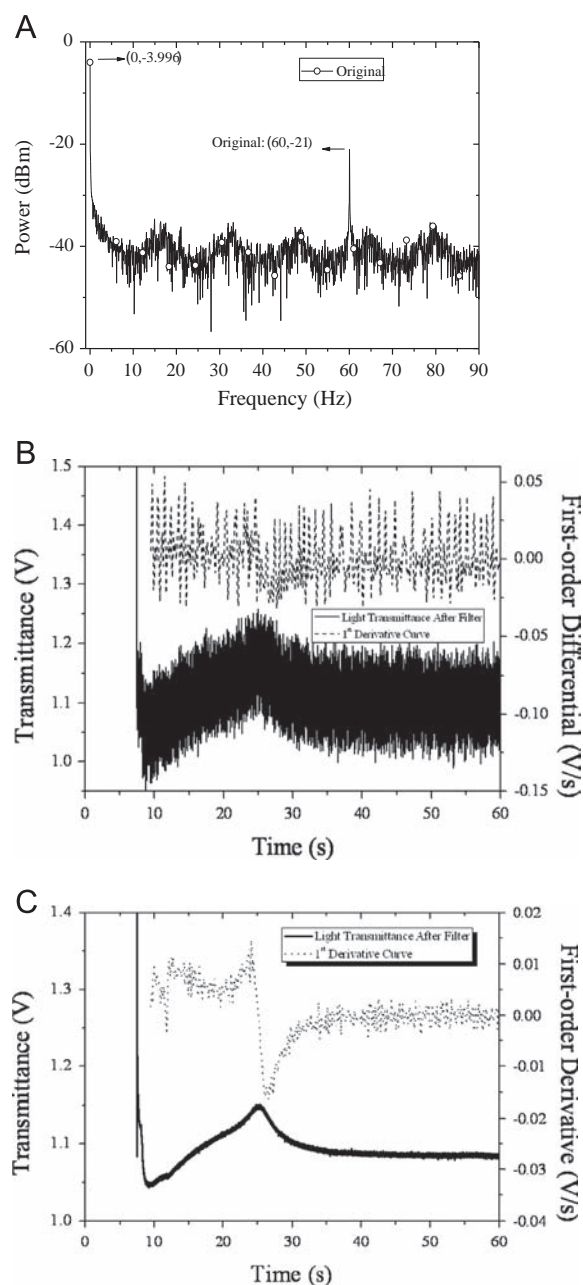 A
0
-20
-40
-60
Power (dBm)
(0,-3.996)
Original
Original: (60,-21)
0 10 20 30 40 50 60 70 80 90
Frequency (Hz)
B
1.5
1.4
1.3
1.2
1.1
1.0
Transmittance (V)
0.05
0.00
-0.05
-0.10
-0.15
First-order Differential (V/s)
Light Transmittance After Filter
1st Derivative Curve
0 10 20 30 40 50 60
Time (s)
C
1.4
1.3
1.2
1.1
1.0
Transmittance (V)
0.02
0.01
0.00
-0.01
-0.02
-0.03
-0.04
First-order Derivative (V/s)
Light Transmittance After Filter
1st Derivative Curve
0 10 20 30 40 50 60
Time (s)